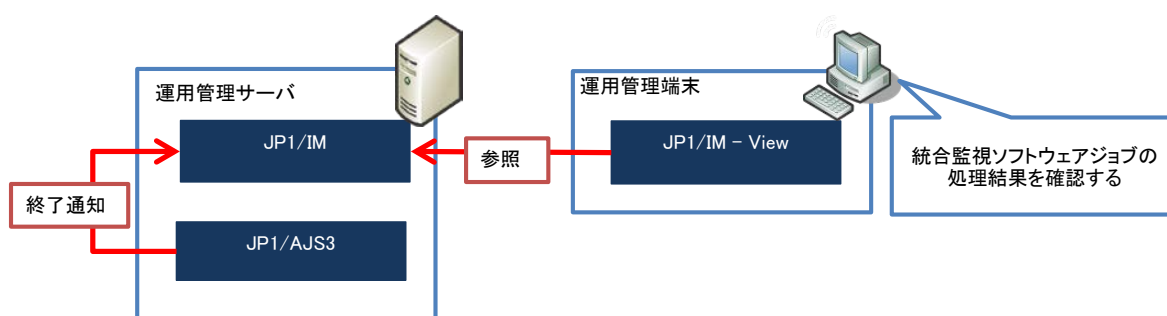 運用管理サーバ
JP1/IM
終了通知
JP1/AJS3
参照
運用管理端末
JP1/IM - View
統合監視ソフトウェアジョブの
処理結果を確認する